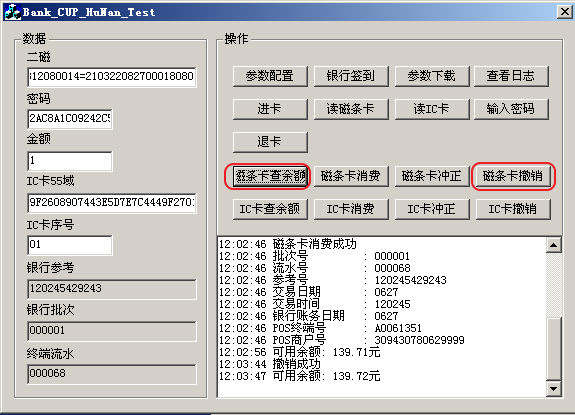 Bank_CUP_HuNan_Test
数据
二磁
12080014=210322082700018080
密码
2AC8A1C09242C5
金额
1
IC卡55域
9F2608907443E5D7E7C4449F2701
IC卡序号
01
银行参考
120245429243
银行批次
000001
终端流水
000068
操作
参数配置 银行签到 参数下载 查看日志
进卡 读磁条卡 读IC卡 输入密码
退卡
磁条卡查余额 磁条卡消费 磁条卡冲正 磁条卡撤销
IC卡查余额 IC卡消费 IC卡冲正 IC卡撤销
12:02:46 磁条卡消费成功
12:02:46 批次号 : 000001
12:02:46 流水号 : 000068
12:02:46 参考号 : 120245429243
12:02:46 交易日期 : 0627
12:02:46 交易时间 : 120245
12:02:46 银行账务日期 : 0627
12:02:46 POS终端号 : A0061351
12:02:46 POS商户号 : 309430780629999
12:02:56 可用余额: 139.71元
12:03:44 撤销成功
12:03:47 可用余额: 139.72元